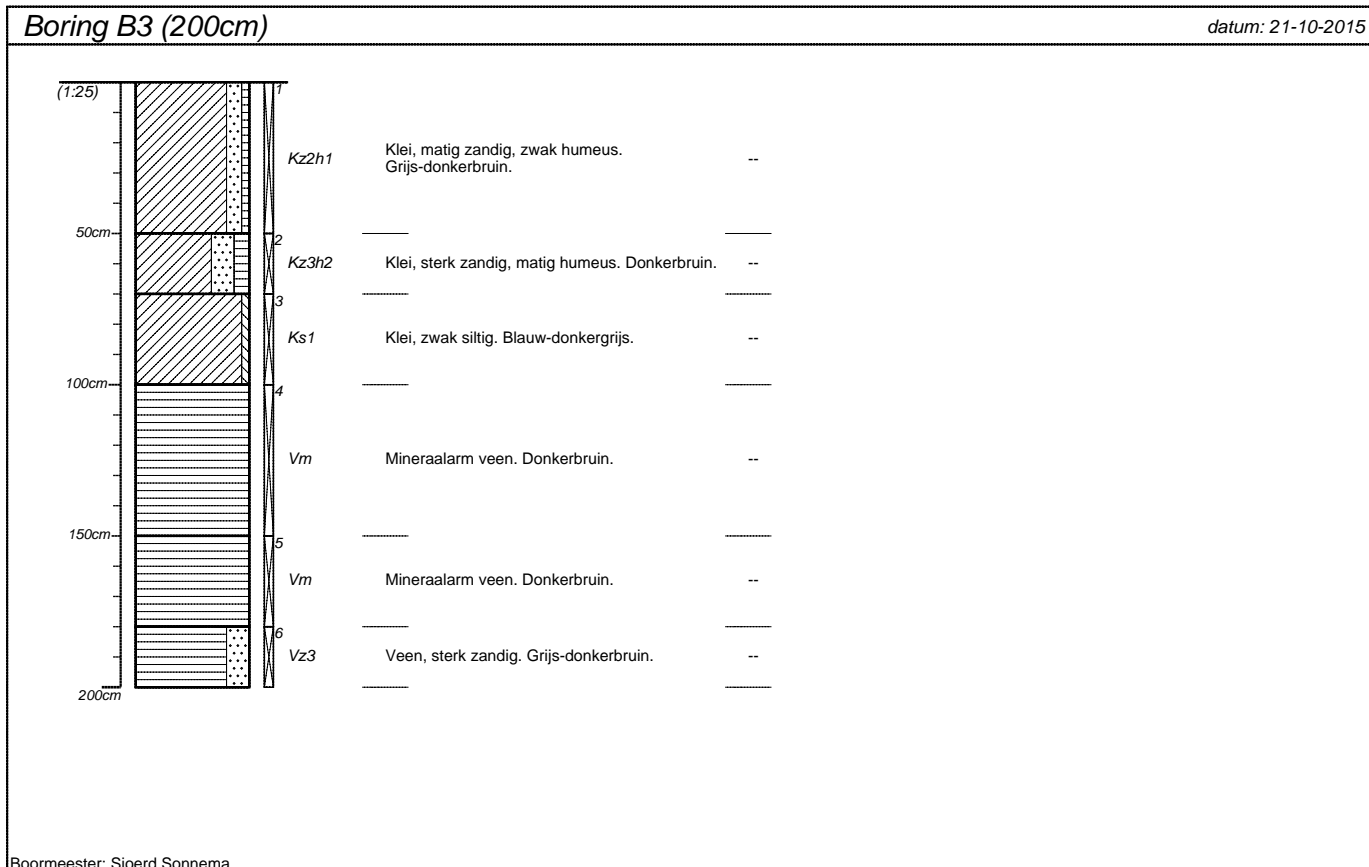 Boring B3 (200cm)
datum: 21-10-2015
(1:25)
1
Kz2h1
Klei, matig zandig, zwak humeus.
Grijs-donkerbruin.
--
50cm
2
Kz3h2
Klei, sterk zandig, matig humeus. Donkerbruin.
--
3
Ks1
Klei, zwak siltig. Blauw-donkergrijs.
--
100cm
4
Vm
Mineraalarm veen. Donkerbruin.
--
150cm
5
Vm
Mineraalarm veen. Donkerbruin.
--
6
Vz3
Veen, sterk zandig. Grijs-donkerbruin.
--
200cm
Boormeester: Sjoerd Sonnema